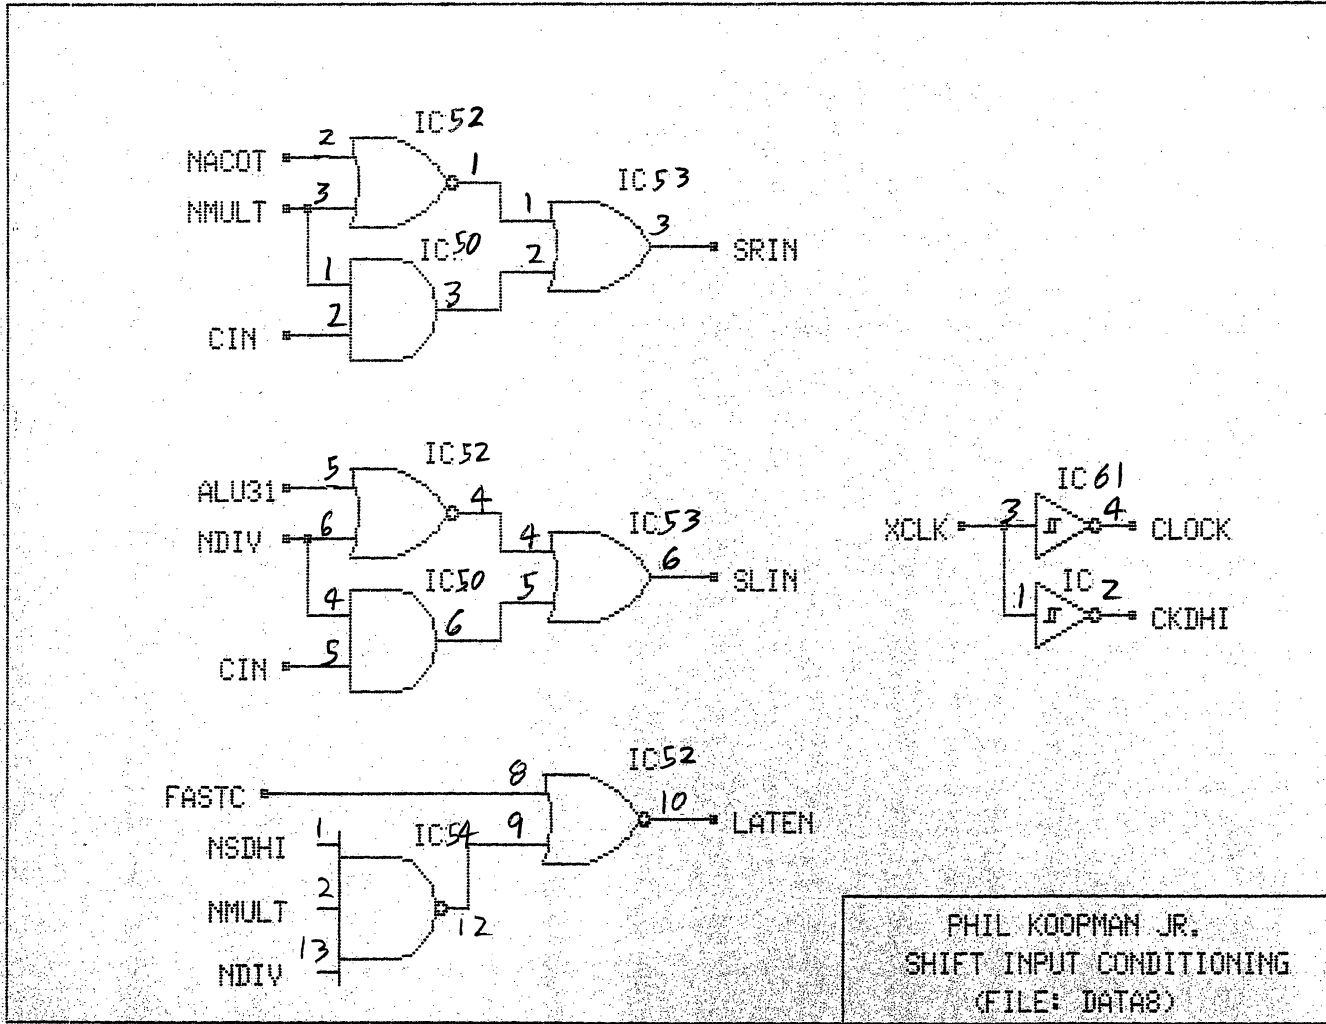 IC52
2
NACOT
1
IC53
3
NMULT
1
3
IC50
2
SRIN
1
3
2
CIN
IC52
5
ALU31
4
IC61
IC53
3
4
6
4
XCLK
CLOCK
NDIV
6
IC50
5
SLIN
IC
2
4
1
6
CKDHI
5
CIN
IC52
8
FASTC
10
1
IC54
9
LATEN
NSDHI
2
NMULT
12
13
NDIV
PHIL KOOPMAN JR.
SHIFT INPUT CONDITIONING
(FILE: DATA8)